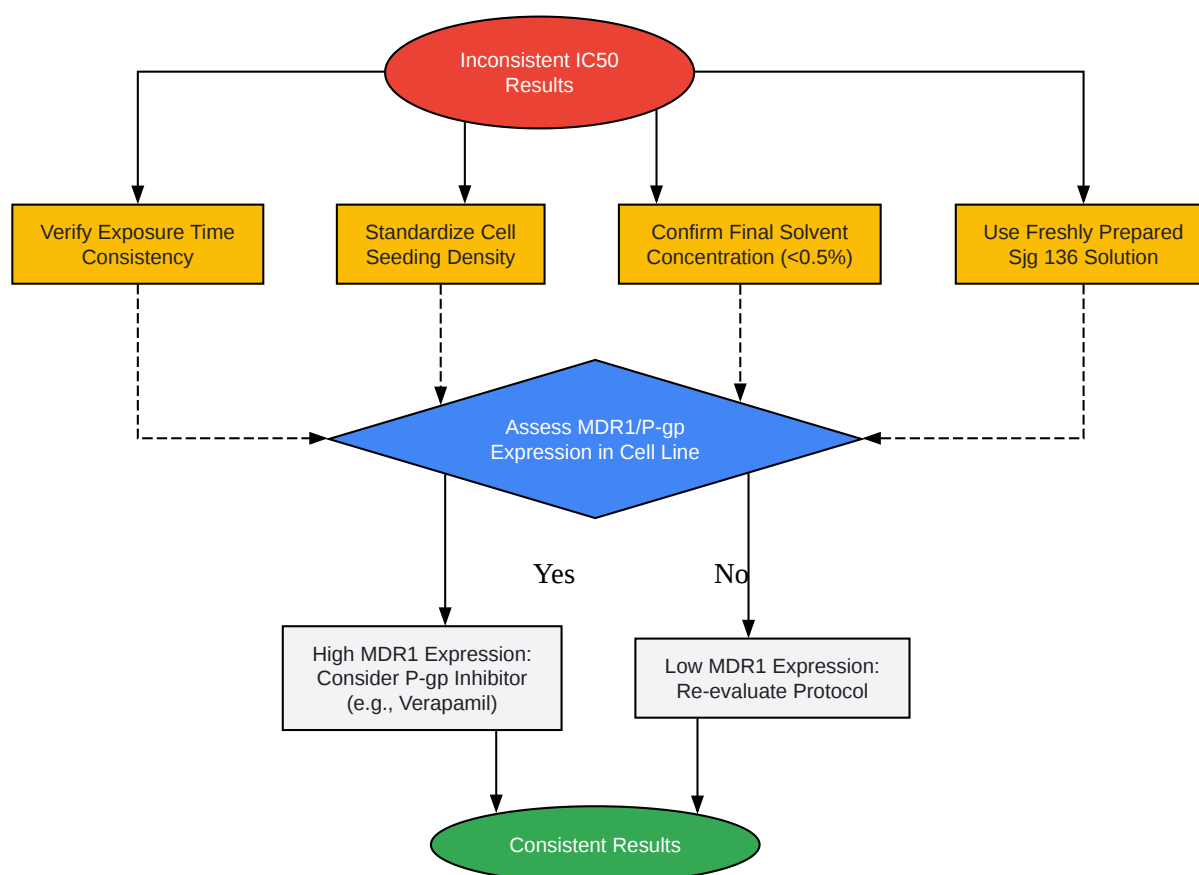 Inconsistent IC50
Results
Verify Exposure Time
Consistency
Standardize Cell
Seeding Density
Confirm Final Solvent
Concentration (<0.5%)
Use Freshly Prepared
Sjg 136 Solution
Assess MDR1/P-gp
Expression in Cell Line
Yes
No
High MDR1 Expression:
Consider P-gp Inhibitor
(e.g., Verapamil)
Low MDR1 Expression:
Re-evaluate Protocol
Consistent Results